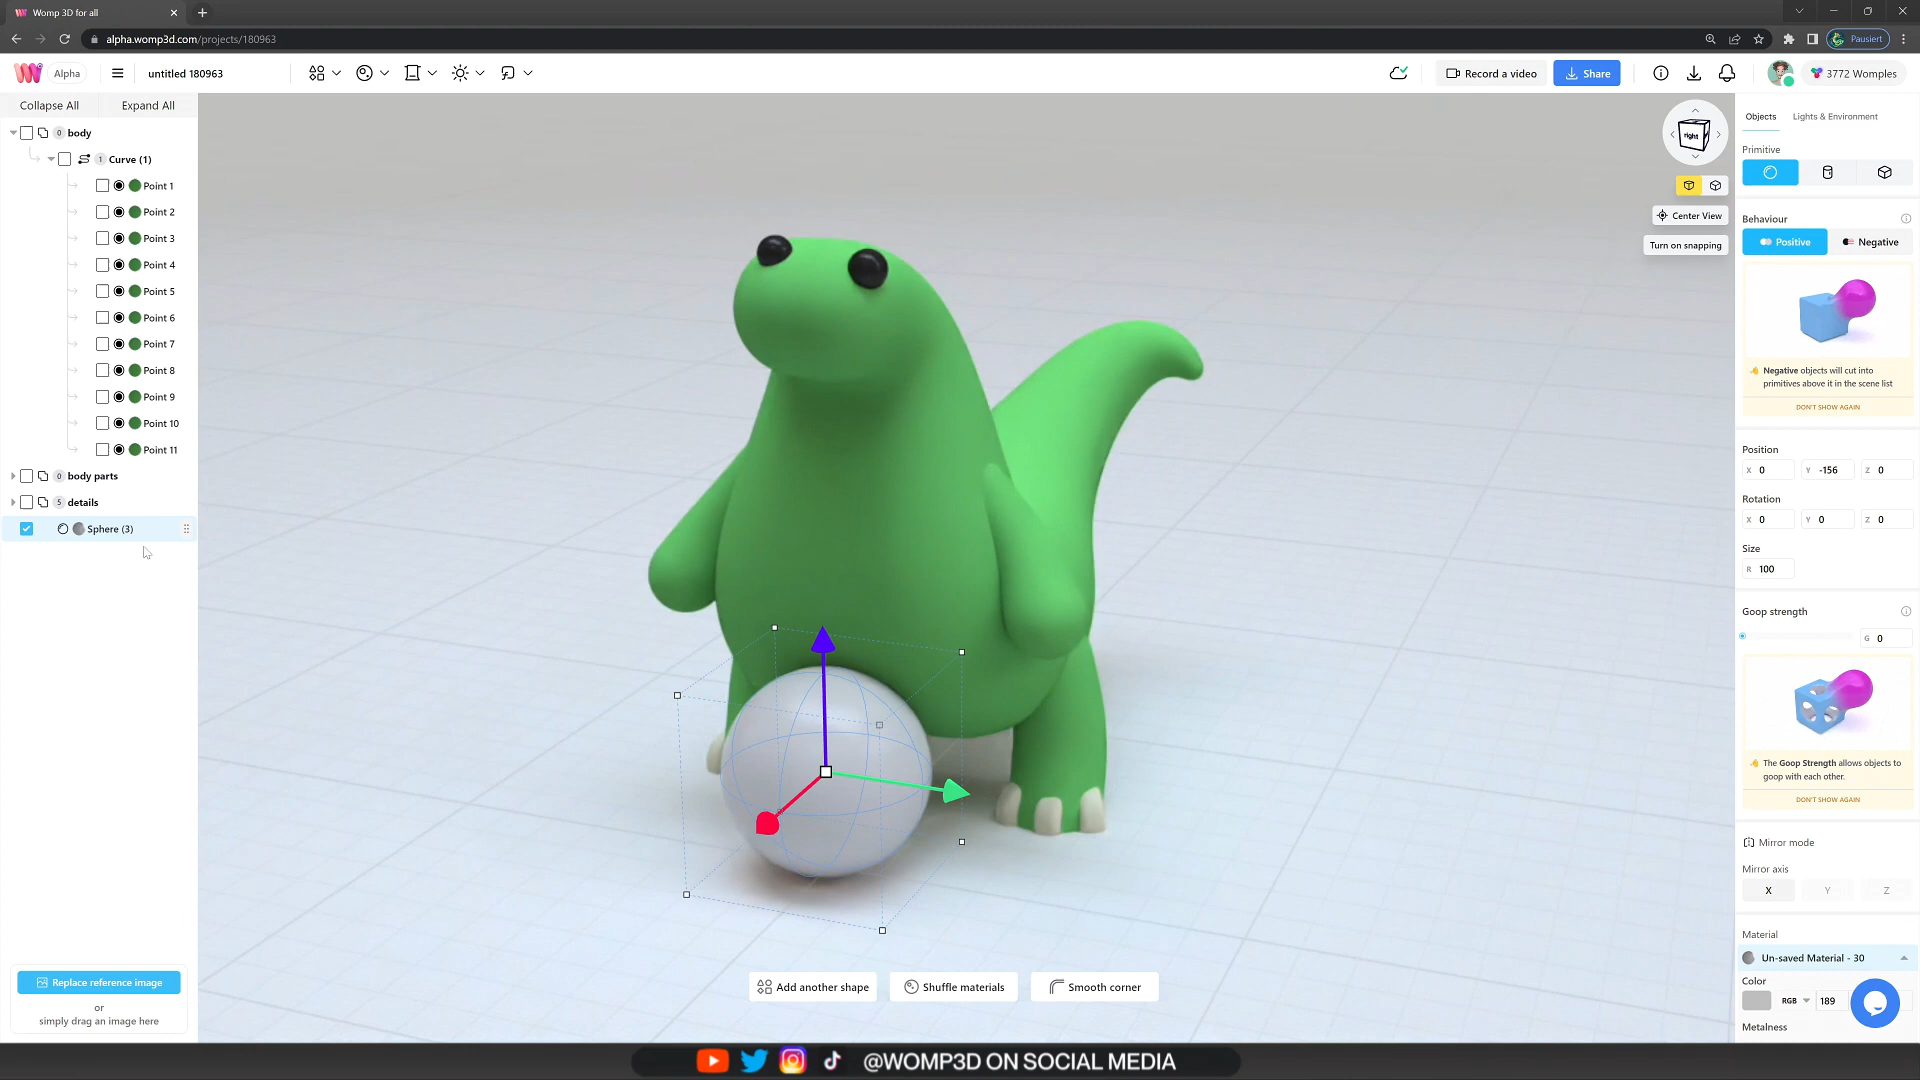 Womp 3D for all
alpha.womp3d.com/projects/180963
Pausiert
Alpha
untitled 180963
Record a video
Share
3772 Womples
Collapse All
Expand All
0 body
1 Curve (1)
Point 1
Point 2
Point 3
Point 4
Point 5
Point 6
Point 7
Point 8
Point 9
Point 10
Point 11
0 body parts
5 details
Sphere (3)
Replace reference image
or
simply drag an image here
right
Center View
Turn on snapping
Add another shape
Shuffle materials
Smooth corner
Objects
Lights & Environment
Primitive
Behaviour
Positive
Negative
Negative objects will cut into
primitives above it in the scene list
DON'T SHOW AGAIN
Position
X 0
Y -156
Z 0
Rotation
X 0
Y 0
Z 0
Size
R 100
Goop strength
G 0
The Goop Strength allows objects to
goop with each other.
DON'T SHOW AGAIN
Mirror mode
Mirror axis
X
Y
Z
Material
Un-saved Material - 30
Color
RGB
189
Metalness
@WOMP3D ON SOCIAL MEDIA